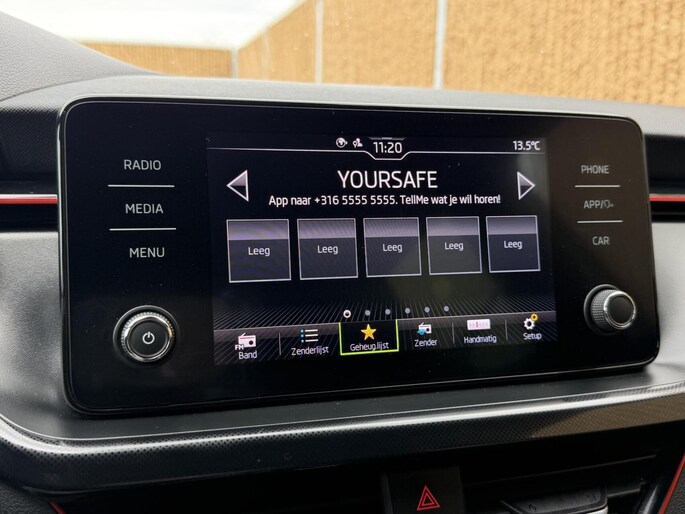 RADIO
MEDIA
MENU
11:20
13.5°C
YOURSAFE
App naar +316 5555 5555. TellMe wat je wil horen!
Leeg
Leeg
Leeg
Leeg
Leeg
FM
Band
Zenderlijst
Geheug.lijst
Zender
Handmatig
Setup
PHONE
APP/
CAR